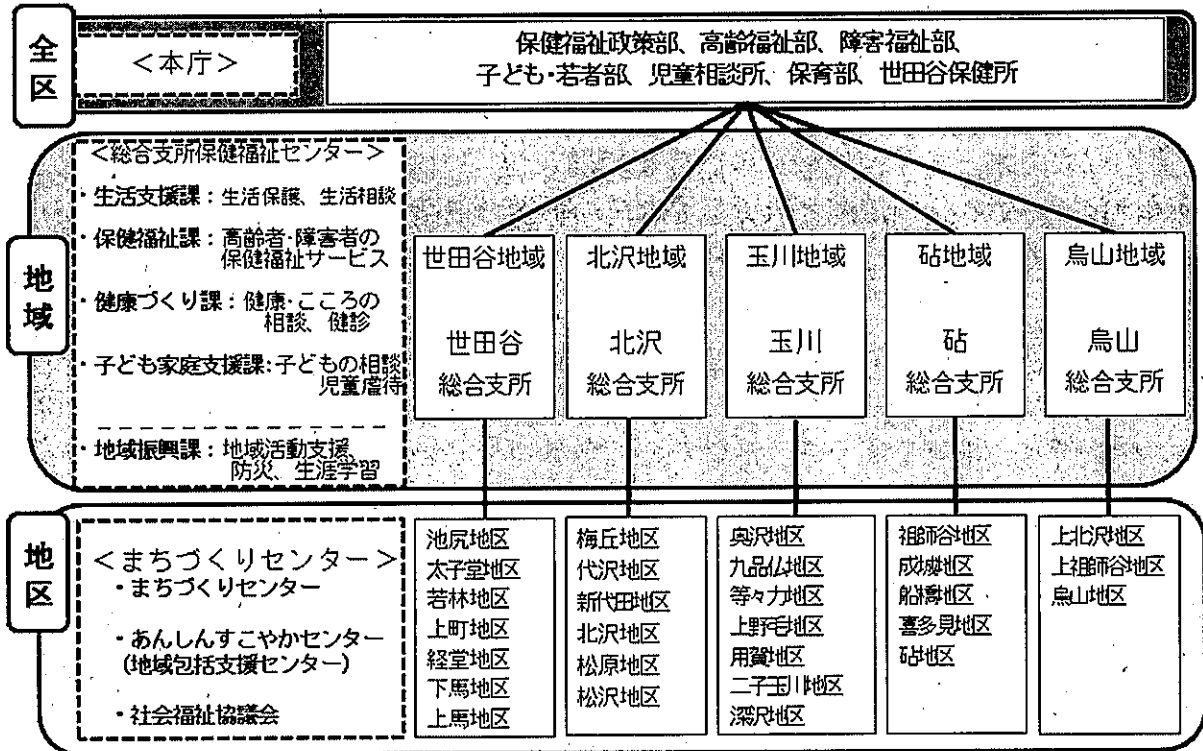 全区
<本庁>
保健福祉政策部、高齢福祉部、障害福祉部、
子ども・若者部、児童相談所、保育部、世田谷保健所
地域
<総合支所保健福祉センター>
・生活支援課：生活保護、生活相談
・保健福祉課：高齢者・障害者の
保健福祉サービス
・健康づくり課：健康・こころの
相談、健診
・子ども家庭支援課：子どもの相談
児童虐待
・地域振興課：地域活動支援、
防災、生涯学習
世田谷地域
世田谷
総合支所
北沢地域
北沢
総合支所
玉川地域
玉川
総合支所
砧地域
砧
総合支所
烏山地域
烏山
総合支所
地区
<まちづくりセンター>
・まちづくりセンター
・あんしんすこやかセンター
(地域包括支援センター)
・社会福祉協議会
池尻地区
太子堂地区
若林地区
上町地区
経堂地区
下馬地区
上馬地区
梅丘地区
代沢地区
新代田地区
北沢地区
松原地区
松沢地区
奥沢地区
九品仏地区
等々力地区
上野毛地区
用賀地区
二子玉川地区
深沢地区
祖師谷地区
成城地区
船橋地区
喜多見地区
砧地区
上北沢地区
上祖師谷地区
烏山地区